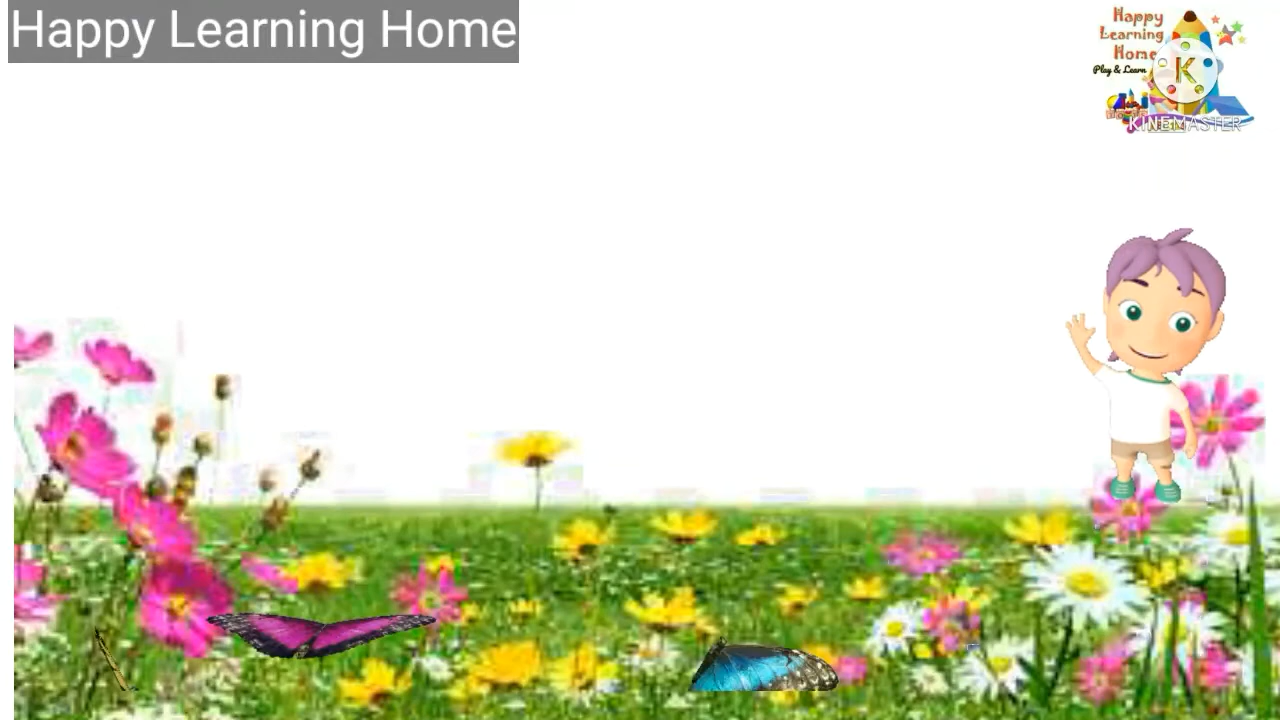 Happy Learning Home
Happy
Learning
Home
Play & Learn
K
KINEMASTER